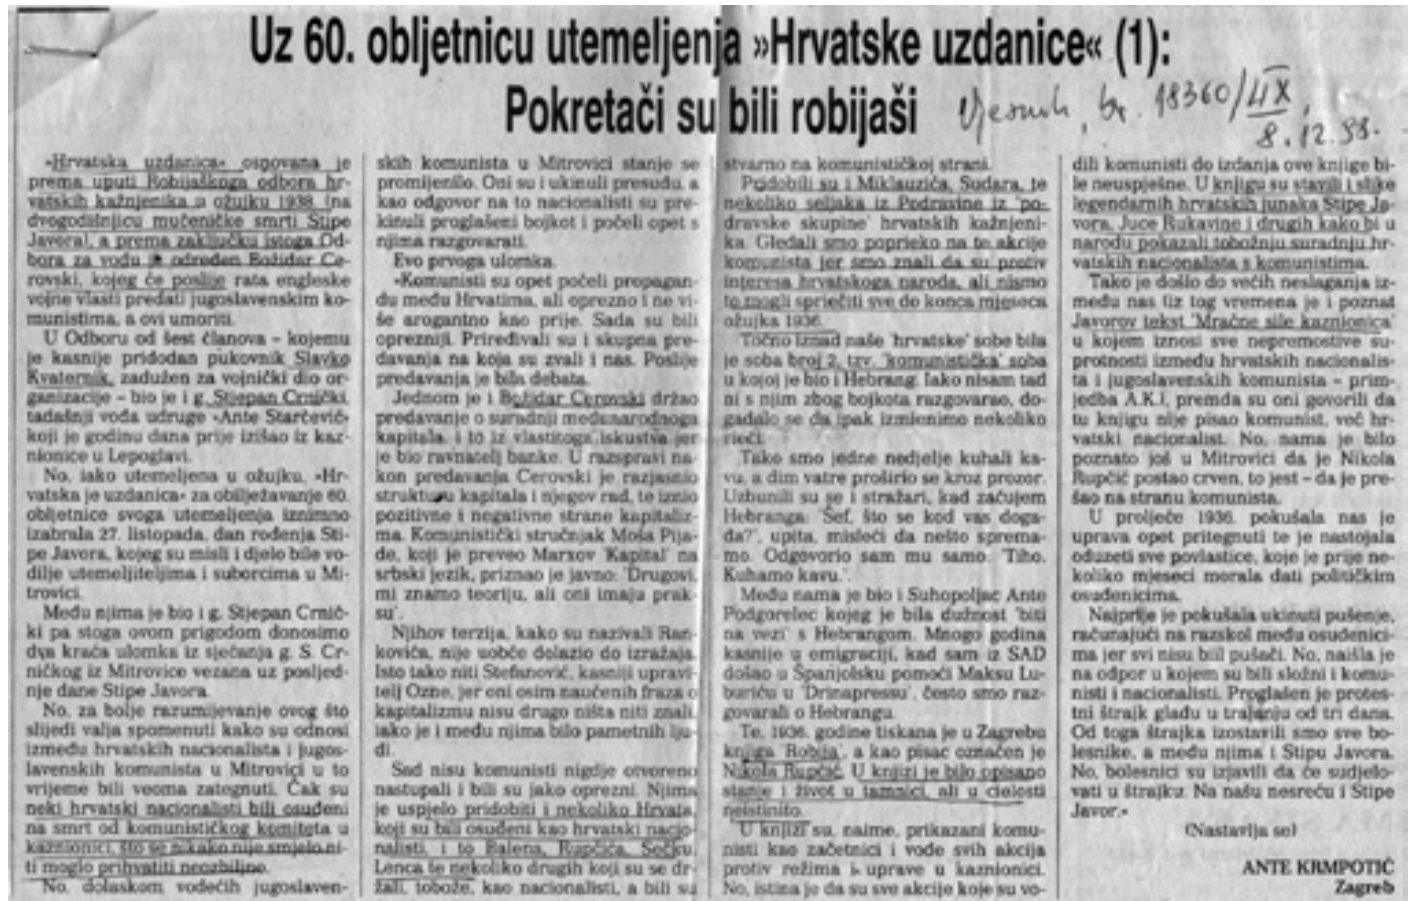 Uz 60. obljetnicu utemeljenja »Hrvatske uzdanice« (1):
Pokretači su bili robijaši
Vjesnik, br. 18360/LIX,
8.12.98.
»Hrvatska uzdanica« osnovana je
prema uputi Robijaškoga odbora hr-
vatskih kažnjenika u ožujku 1938. (na
dvogodišnjicu mučeničke smrti Stipe
Javora), a prema zaključku istoga Od-
bora za vođu je određen Božidar Ce-
rovski, kojeg će poslije rata engleske
vojne vlasti predati jugoslavenskim ko-
munistima, a ovi umoriti.
U Odboru od šest članova – kojemu
je kasnije pridodan pukovnik Slavko
Kvaternik, zadužen za vojnički dio or-
ganizacije – bio je i g. Stjepan Crnički,
tadašnji vođa udruge »Ante Starčević«
koji je godinu dana prije izišao iz kaz-
nionice u Lepoglavi.
No, iako utemeljena u ožujku, »Hr-
vatska je uzdanica« za obilježavanje 60.
obljetnice svoga utemeljenja iznimno
izabrala 27. listopada, dan rođenja Sti-
pe Javora, kojeg su misli i djelo bile vo-
dilje utemeljiteljima i suborcima u Mi-
trovici.
Među njima je bio i g. Stjepan Crnič-
ki pa stoga ovom prigodom donosimo
dva kraća ulomka iz sjećanja g. S. Cr-
ničkog iz Mitrovice vezana uz posljed-
nje dane Stipe Javora.
No, za bolje razumijevanje ovog što
slijedi valja spomenuti kako su odnosi
između hrvatskih nacionalista i jugos-
lavenskih komunista u Mitrovici u to
vrijeme bili veoma zategnuti. Čak su
neki hrvatski nacionalisti bili osuđeni
na smrt od komunističkog komiteta u
kaznionici, što se nikako nije smjelo ni-
ti moglo prihvatiti neozbiljno.
No, dolaskom vodećih jugoslaven-
skih komunista u Mitrovici stanje se
promijenilo. Oni su i ukinuli presudu, a
kao odgovor na to nacionalisti su pre-
kinuli proglašeni bojkot i počeli opet s
njima razgovarati.
Evo prvoga ulomka.
»Komunisti su opet počeli propagan-
du među Hrvatima, ali oprezno i ne vi-
še arogantno kao prije. Sada su bili
oprezniji. Priređivali su i skupna pre-
davanja na koja su zvali i nas. Poslije
predavanja je bila debata.
Jednom je i Božidar Cerovski držao
predavanje o suradnji međunarodnoga
kapitala, i to iz vlastitoga iskustva jer
je bio ravnatelj banke. U razspravi na-
kon predavanja Cerovski je razjasnio
strukturu kapitala i njegov rad, te iznio
pozitivne i negativne strane kapitaliz-
ma. Komunistički stručnjak Moša Pija-
de, koji je preveo Marxov 'Kapital' na
srbski jezik, priznao je javno: 'Drugovi,
mi znamo teoriju, ali oni imaju prak-
su'.
Njihov terzija, kako su nazivali Ran-
kovića, nije uobće dolazio do izražaja.
Isto tako niti Stefanović, kasniji upravi-
telj Ozne, jer oni osim naučenih fraza o
kapitalizmu nisu drugo ništa niti znali,
iako je i među njima bilo pametnih lju-
di.
Sad nisu komunisti nigdje otvoreno
nastupali i bili su jako oprezni. Njima
je uspjelo pridobiti i nekoliko Hrvata,
koji su bili osuđeni kao hrvatski nacio-
nalisti, i to Balena, Rupčića, Sečku,
Lenca te nekoliko drugih koji su se dr-
žali, tobože, kao nacionalisti, a bili su
stvarno na komunističkoj strani.
Pridobili su i Miklauzića, Sudara, te
nekoliko seljaka iz Podravine iz 'po-
dravske skupine' hrvatskih kažnjeni-
ka. Gledali smo poprieko na te akcije
komunista jer smo znali da su protiv
interesa hrvatskoga naroda, ali nismo
to mogli spriečiti sve do konca mjeseca
ožujka 1936.
Točno iznad naše 'hrvatske' sobe bila
je soba broj 2, tzv. 'komunistička' soba
u kojoj je bio i Hebrang. Iako nisam tad
ni s njim zbog bojkota razgovarao, do-
gađalo se da ipak izmienimo nekoliko
rieči.
Tako smo jedne nedjelje kuhali ka-
vu, a dim vatre proširio se kroz prozor.
Uzbunili su se i stražari, kad začujem
Hebranga: 'Šef, što se kod vas doga-
đa?', upita, misleći da nešto sprema-
mo. Odgovorio sam mu samo: 'Tiho.
Kuhamo kavu.'.
Među nama je bio i Suhopoljac Ante
Podgorelec kojeg je bila dužnost 'biti
na vezi' s Hebrangom. Mnogo godina
kasnije u emigraciji, kad sam iz SAD
došao u Španjolsku pomoći Maksu Lu-
buriću u 'Drinapressu', često smo raz-
govarali o Hebrangu.
Te, 1936. godine tiskana je u Zagrebu
knjiga 'Robija', a kao pisac označen je
Nikola Rupčić. U knjizi je bilo opisano
stanje i život u tamnici, ali u cielosti
neistinito.
U knjizi su, naime, prikazani komu-
nisti kao začetnici i vođe svih akcija
protiv režima i uprave u kaznionici.
No, istina je da su sve akcije koje su vo-
dili komunisti do izdanja ove knjige bi-
le neuspješne. U knjigu su stavili i slike
legendarnih hrvatskih junaka Stipe Ja-
vora, Juce Rukavine i drugih kako bi u
narodu pokazali tobožnju suradnju hr-
vatskih nacionalista s komunistima.
Tako je došlo do većih neslaganja iz-
među nas (iz tog vremena je i poznat
Javorov tekst 'Mračne sile kaznionica'
u kojem iznosi sve nepremostive su-
protnosti između hrvatskih nacionalis-
ta i jugoslavenskih komunista – prim-
jedba A.K.), premda su oni govorili da
tu knjigu nije pisao komunist, već hr-
vatski nacionalist. No, nama je bilo
poznato još u Mitrovici da je Nikola
Rupčić postao crven, to jest – da je pre-
šao na stranu komunista.
U proljeće 1936. pokušala nas je
uprava opet pritegnuti te je nastojala
oduzeti sve povlastice, koje je prije ne-
koliko mjeseci morala dati političkim
osuđenicima.
Najprije je pokušala ukinuti pušenje,
računajući na razskol među osuđenici-
ma jer svi nisu bili pušači. No, naišla je
na odpor u kojem su bili složni i komu-
nisti i nacionalisti. Proglašen je protes-
tni štrajk glađu u trajanju od tri dana.
Od toga štrajka izostavili smo sve bo-
lesnike, a među njima i Stipu Javora.
No, bolesnici su izjavili da će sudjelo-
vati u štrajku. Na našu nesreću i Stipe
Javor.«
(Nastavlja se)
ANTE KRMPOTIĆ
Zagreb